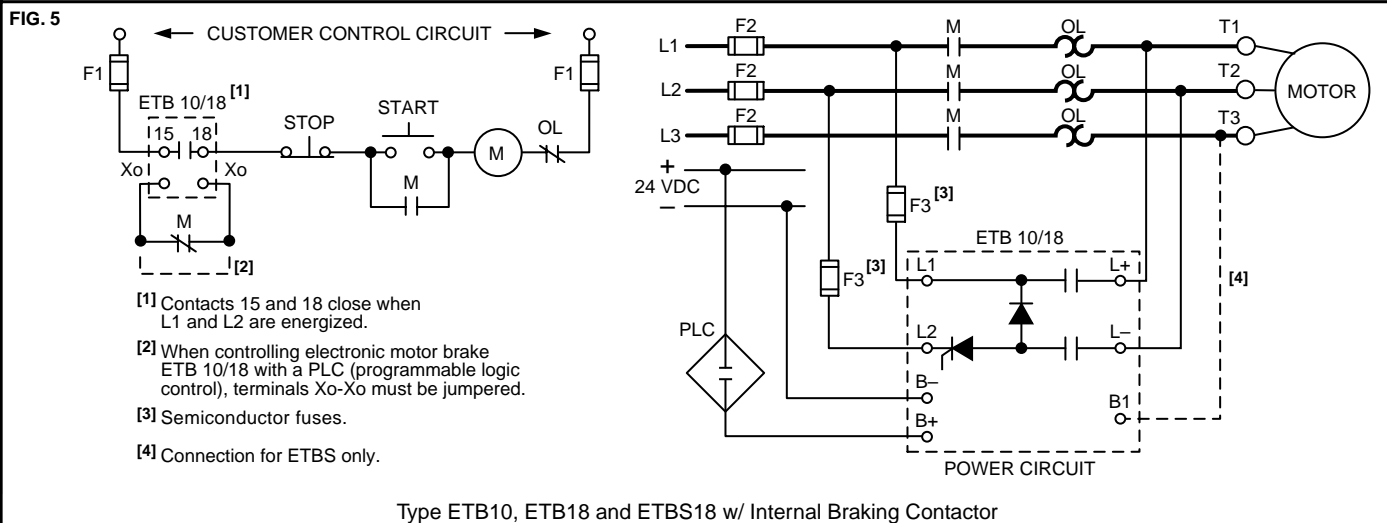 FIG. 5
CUSTOMER CONTROL CIRCUIT
F1
F1
ETB 10/18 [1]
15 18
Xo
Xo
STOP
START
M
M
OL
M
[2]
[1] Contacts 15 and 18 close when
L1 and L2 are energized.
[2] When controlling electronic motor brake
ETB 10/18 with a PLC (programmable logic
control), terminals Xo-Xo must be jumpered.
[3] Semiconductor fuses.
[4] Connection for ETBS only.
L1
F2
M
OL
T1
L2
F2
M
OL
T2
MOTOR
L3
F2
M
OL
T3
+
24 VDC
–
F3 [3]
F3 [3]
ETB 10/18
L1
L+
[4]
PLC
L2
L–
B–
B1
B+
POWER CIRCUIT
Type ETB10, ETB18 and ETBS18 w/ Internal Braking Contactor